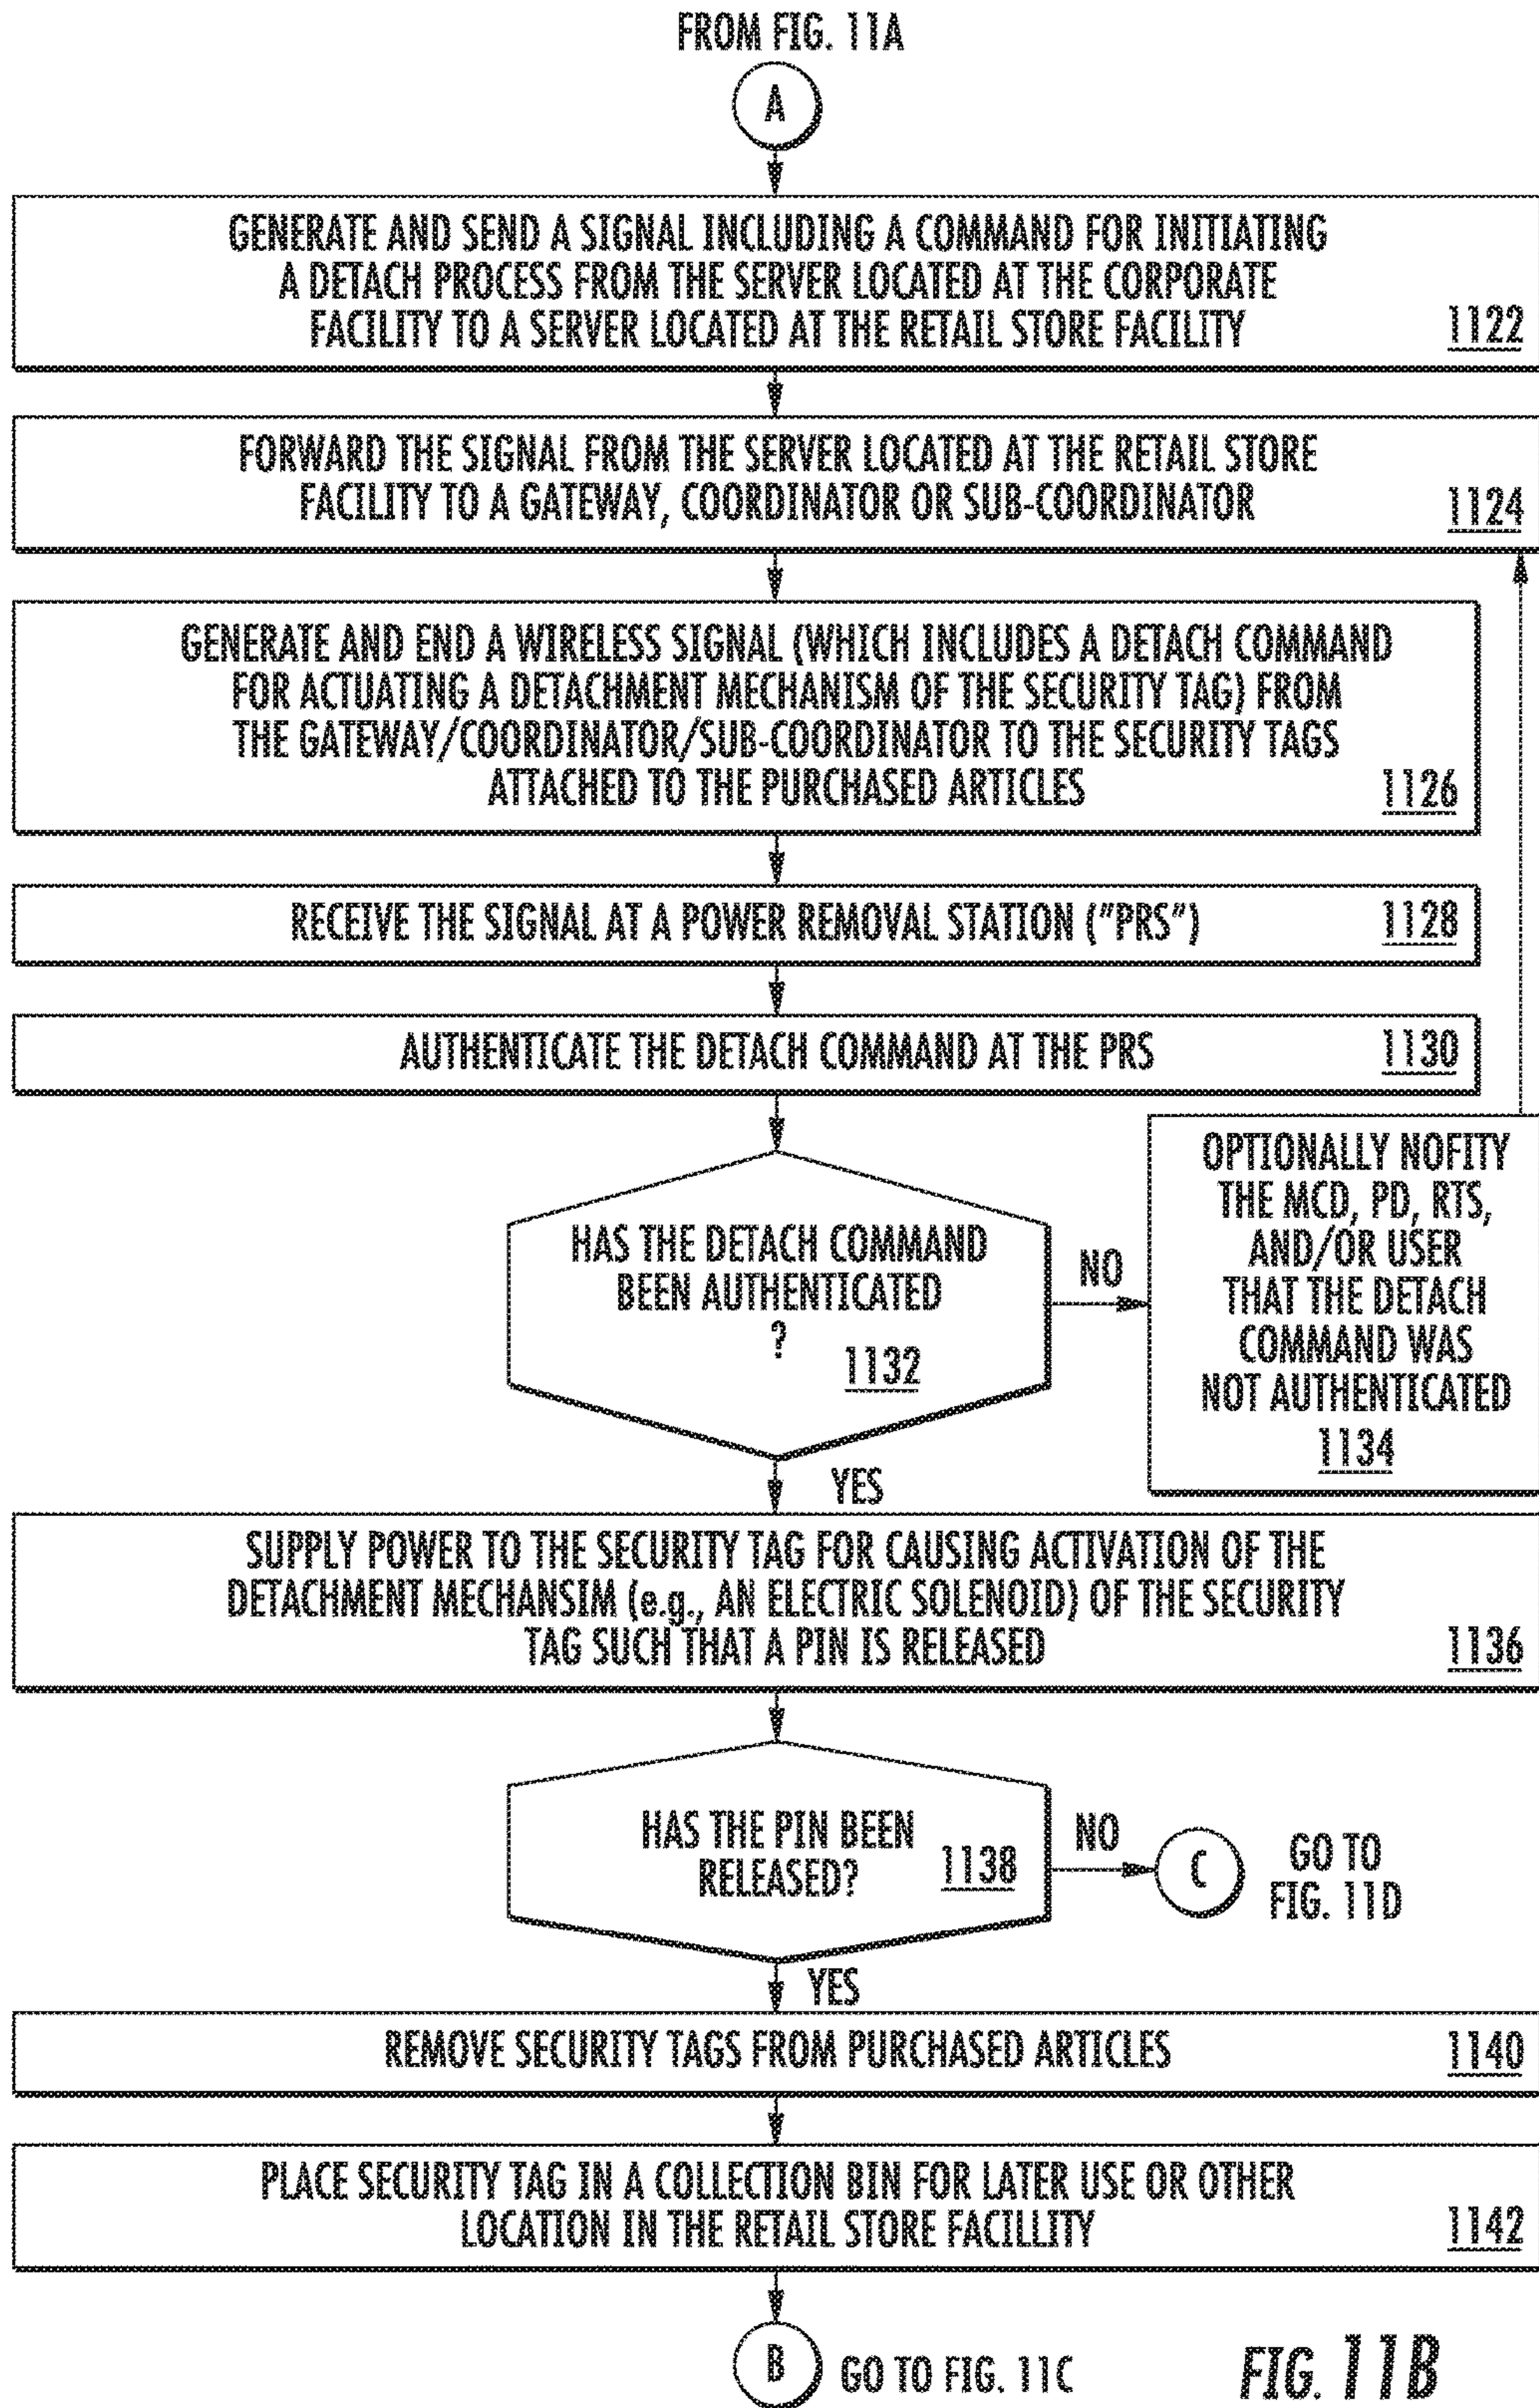 FROM FIG. 11A
A
GENERATE AND SEND A SIGNAL INCLUDING A COMMAND FOR INITIATING
A DETACH PROCESS FROM THE SERVER LOCATED AT THE CORPORATE
FACILITY TO A SERVER LOCATED AT THE RETAIL STORE FACILITY
1122
FORWARD THE SIGNAL FROM THE SERVER LOCATED AT THE RETAIL STORE
FACILITY TO A GATEWAY, COORDINATOR OR SUB-COORDINATOR
1124
GENERATE AND END A WIRELESS SIGNAL (WHICH INCLUDES A DETACH COMMAND
FOR ACTUATING A DETACHMENT MECHANISM OF THE SECURITY TAG) FROM
THE GATEWAY/COORDINATOR/SUB-COORDINATOR TO THE SECURITY TAGS
ATTACHED TO THE PURCHASED ARTICLES
1126
RECEIVE THE SIGNAL AT A POWER REMOVAL STATION ("PRS")
1128
AUTHENTICATE THE DETACH COMMAND AT THE PRS
1130
HAS THE DETACH COMMAND
BEEN AUTHENTICATED
?
1132
NO
OPTIONALLY NOFITY
THE MCD, PD, RTS,
AND/OR USER
THAT THE DETACH
COMMAND WAS
NOT AUTHENTICATED
1134
YES
SUPPLY POWER TO THE SECURITY TAG FOR CAUSING ACTIVATION OF THE
DETACHMENT MECHANSIM (e.g., AN ELECTRIC SOLENOID) OF THE SECURITY
TAG SUCH THAT A PIN IS RELEASED
1136
HAS THE PIN BEEN
RELEASED?
1138
NO
C
GO TO
FIG. 11D
YES
REMOVE SECURITY TAGS FROM PURCHASED ARTICLES
1140
PLACE SECURITY TAG IN A COLLECTION BIN FOR LATER USE OR OTHER
LOCATION IN THE RETAIL STORE FACILLITY
1142
B
GO TO FIG. 11C
FIG. 11B